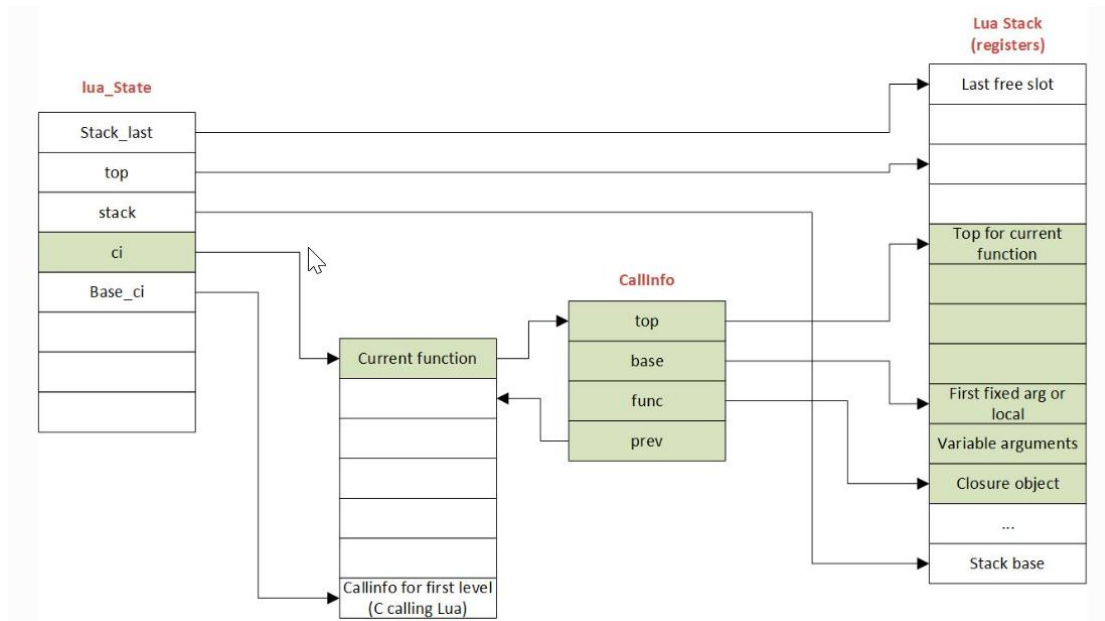 lua_State
Stack_last
top
stack
ci
Base_ci
Current function
Callinfo for first level
(C calling Lua)
CallInfo
top
base
func
prev
Lua Stack
(registers)
Last free slot
Top for current
function
First fixed arg or
local
Variable arguments
Closure object
...
Stack base